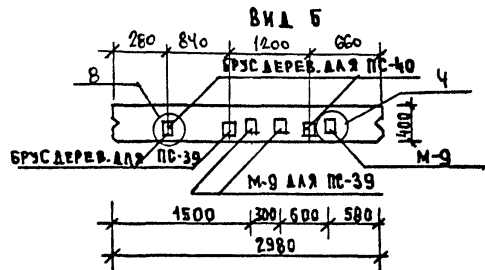 ВИД Б
280 840 1200 660
БРУС ДЕРЕВ. ДЛЯ ПС-40
8 4
400
БРУС ДЕРЕВ. ДЛЯ ПС-39 М-9
М-9 ДЛЯ ПС-39
1500 300 600 580
2980